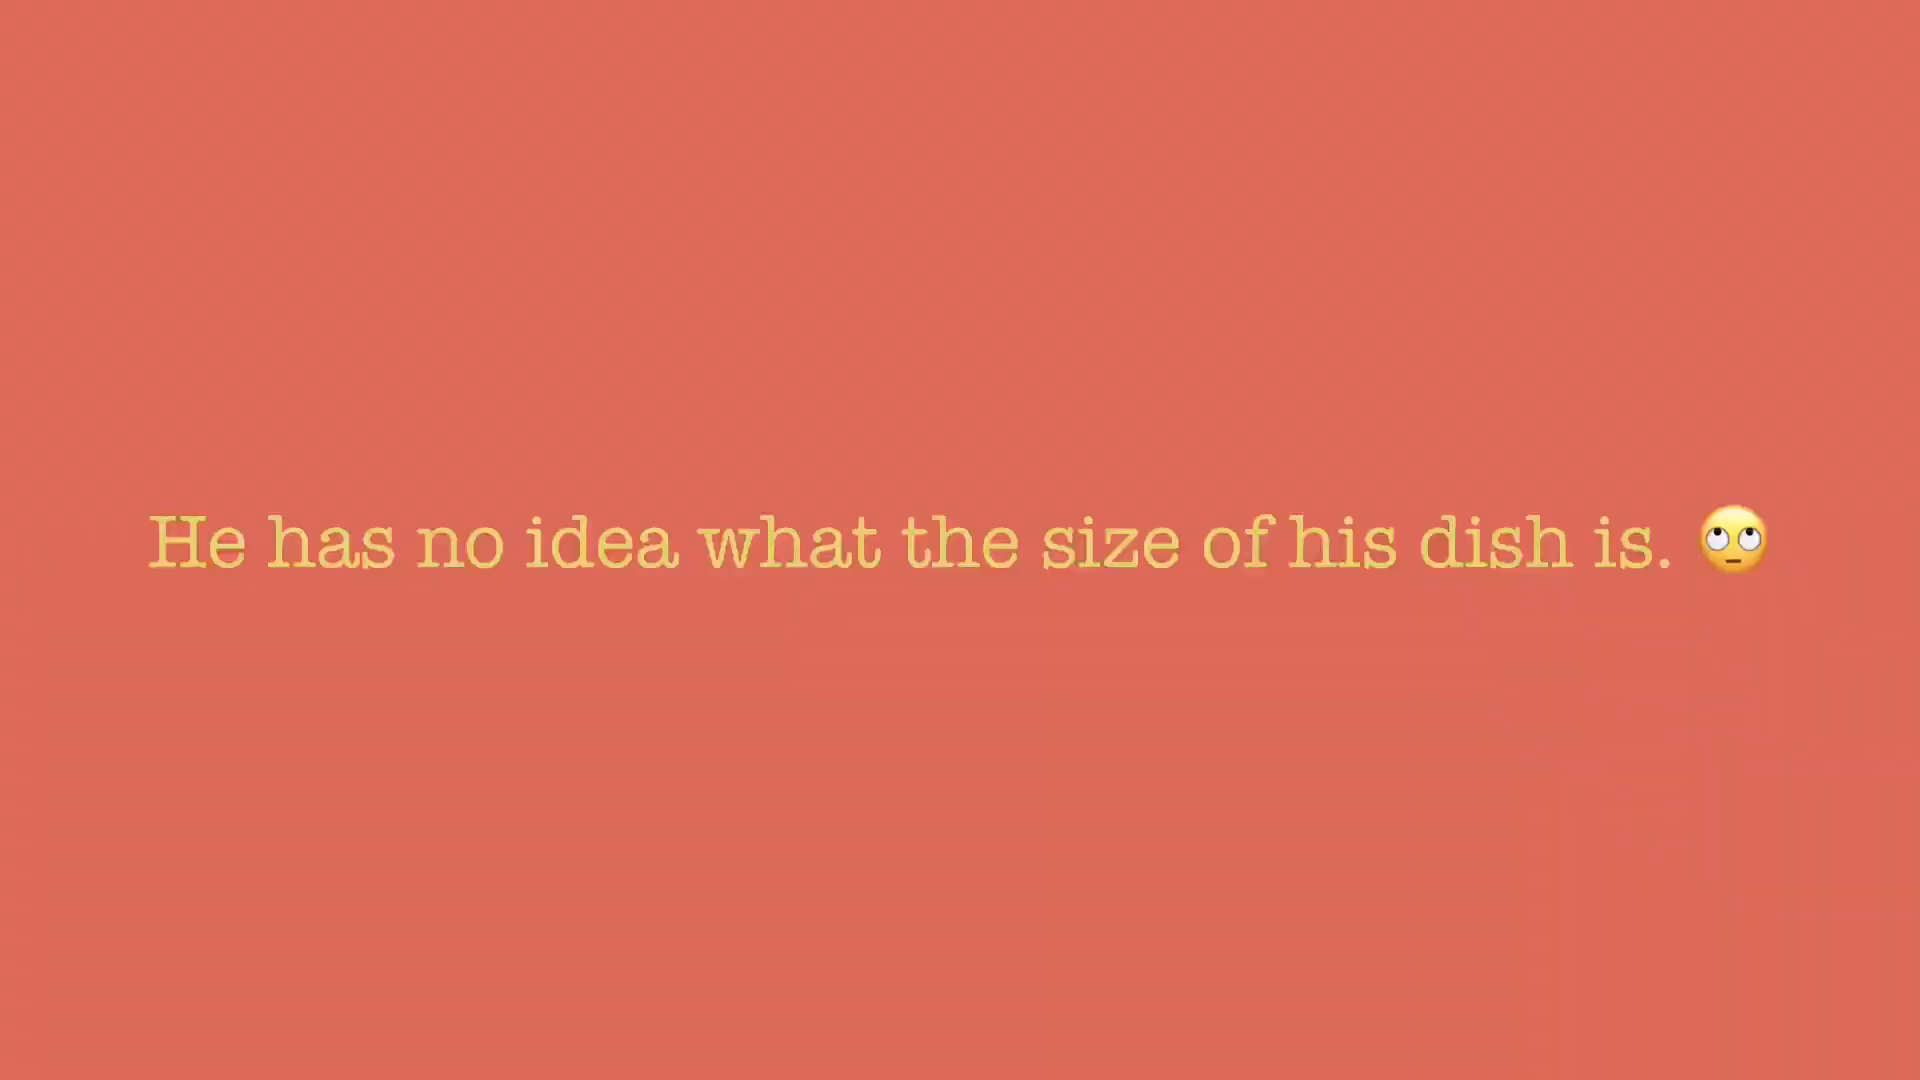 He has no idea what the size of his dish is. 🙄